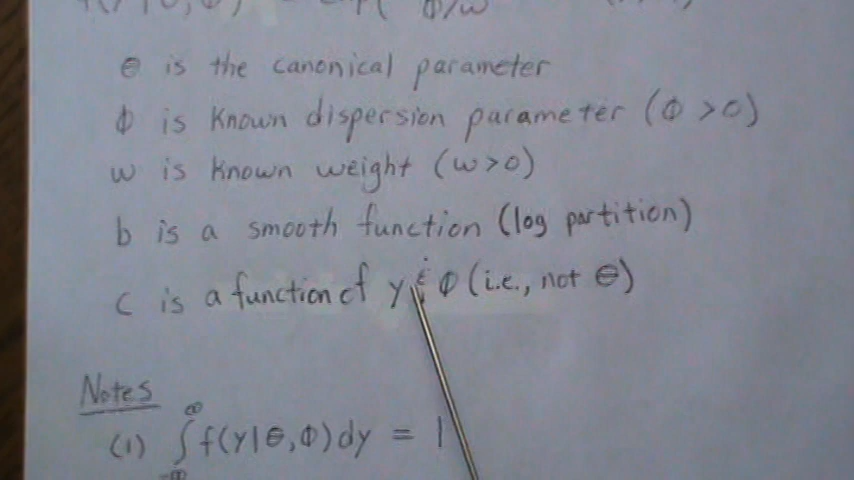 θ is the canonical parameter
Φ is known dispersion parameter (Φ > 0)
w is known weight (w > 0)
b is a smooth function (log partition)
c is a function of y & Φ (i.e., not θ)
Notes
(1) ∫_{-∞}^{∞} f(y|θ,Φ)dy = 1